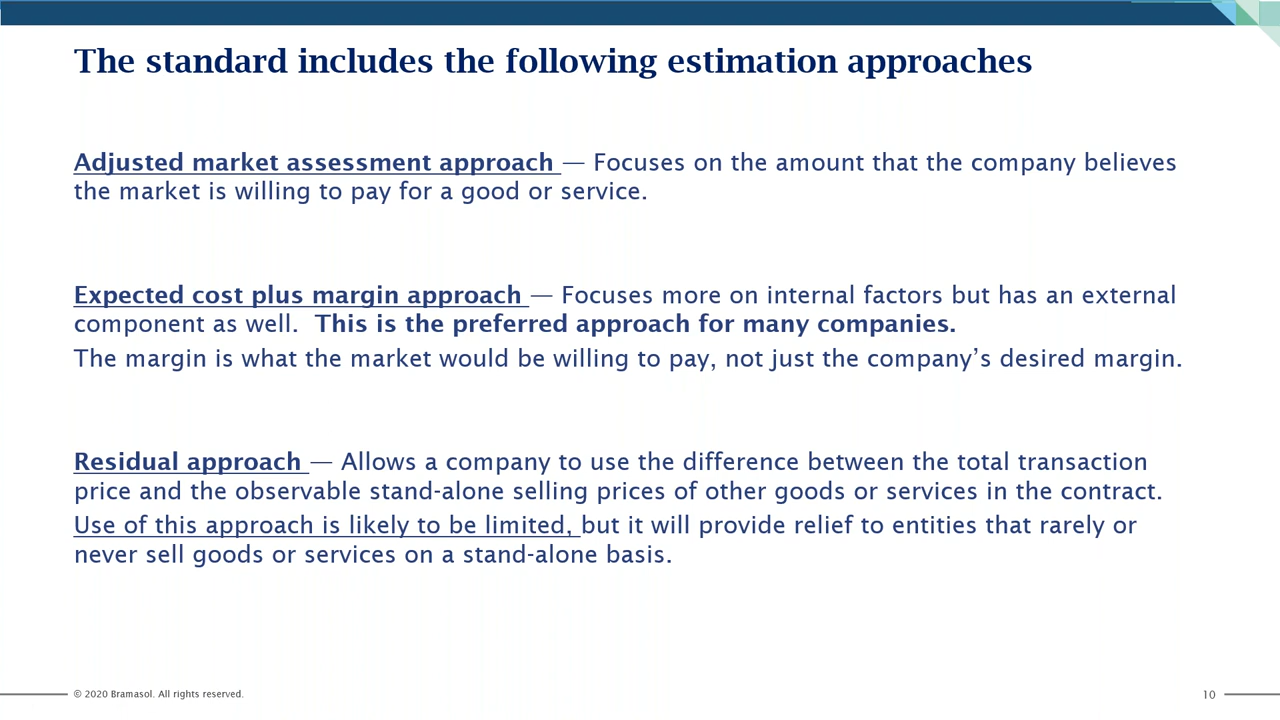 The standard includes the following estimation approaches
Adjusted market assessment approach — Focuses on the amount that the company believes
the market is willing to pay for a good or service.
Expected cost plus margin approach — Focuses more on internal factors but has an external
component as well.  This is the preferred approach for many companies.
The margin is what the market would be willing to pay, not just the company’s desired margin.
Residual approach — Allows a company to use the difference between the total transaction
price and the observable stand-alone selling prices of other goods or services in the contract.
Use of this approach is likely to be limited, but it will provide relief to entities that rarely or
never sell goods or services on a stand-alone basis.
© 2020 Bramasol. All rights reserved.
10